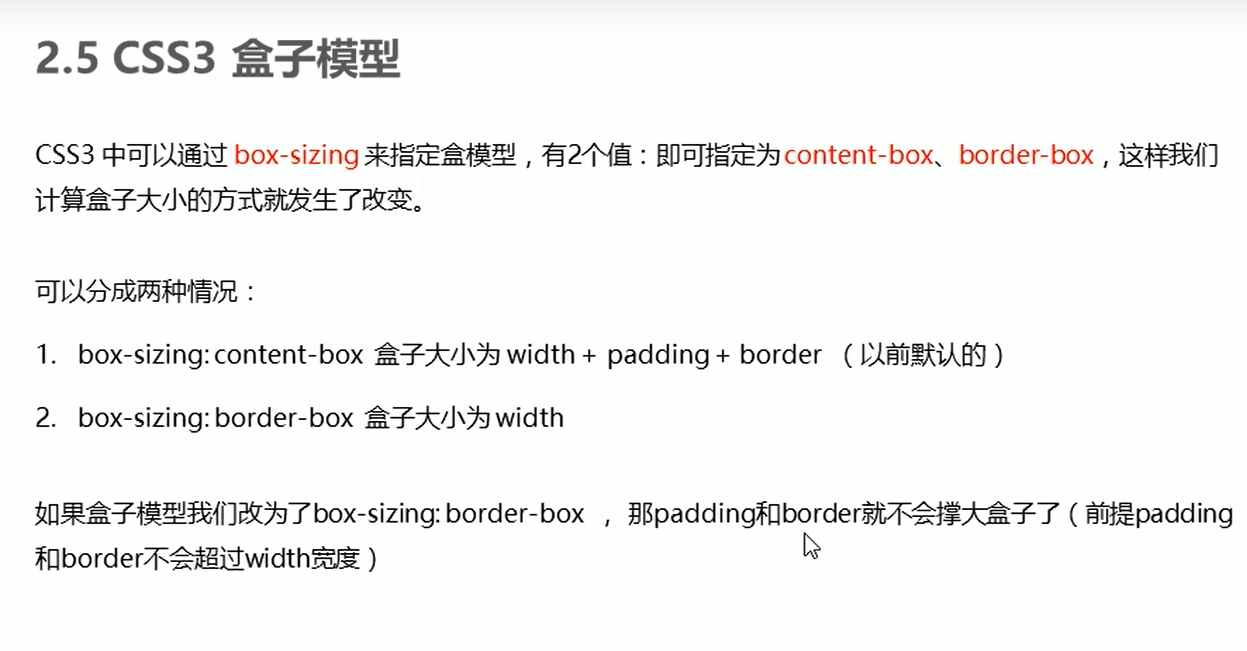 2.5 CSS3 盒子模型
CSS3 中可以通过 box-sizing 来指定盒模型，有2个值：即可指定为content-box、border-box，这样我们
计算盒子大小的方式就发生了改变。
可以分成两种情况：
1. box-sizing: content-box 盒子大小为 width + padding + border （以前默认的）
2. box-sizing: border-box 盒子大小为 width
如果盒子模型我们改为了box-sizing: border-box ， 那padding和border就不会撑大盒子了（前提padding
和border不会超过width宽度）